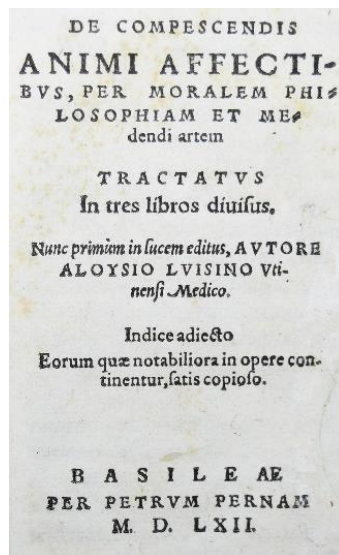 DE COMPESCENDIS
ANIMI AFFECTI-
BVS, PER MORALEM PHI-
LOSOPHIAM ET ME-
dendi artem
TRACTATVS
In tres libros diuiſus.
Nunc primùm in lucem editus, AVTORE
ALOYSIO LVISINO Vti-
nenſi Medico.
Indice adiecto
Eorum quæ notabiliora in opere con-
tinentur, ſatis copioſo.
BASILEAE
PER PETRVM PERNAM
M. D. LXII.